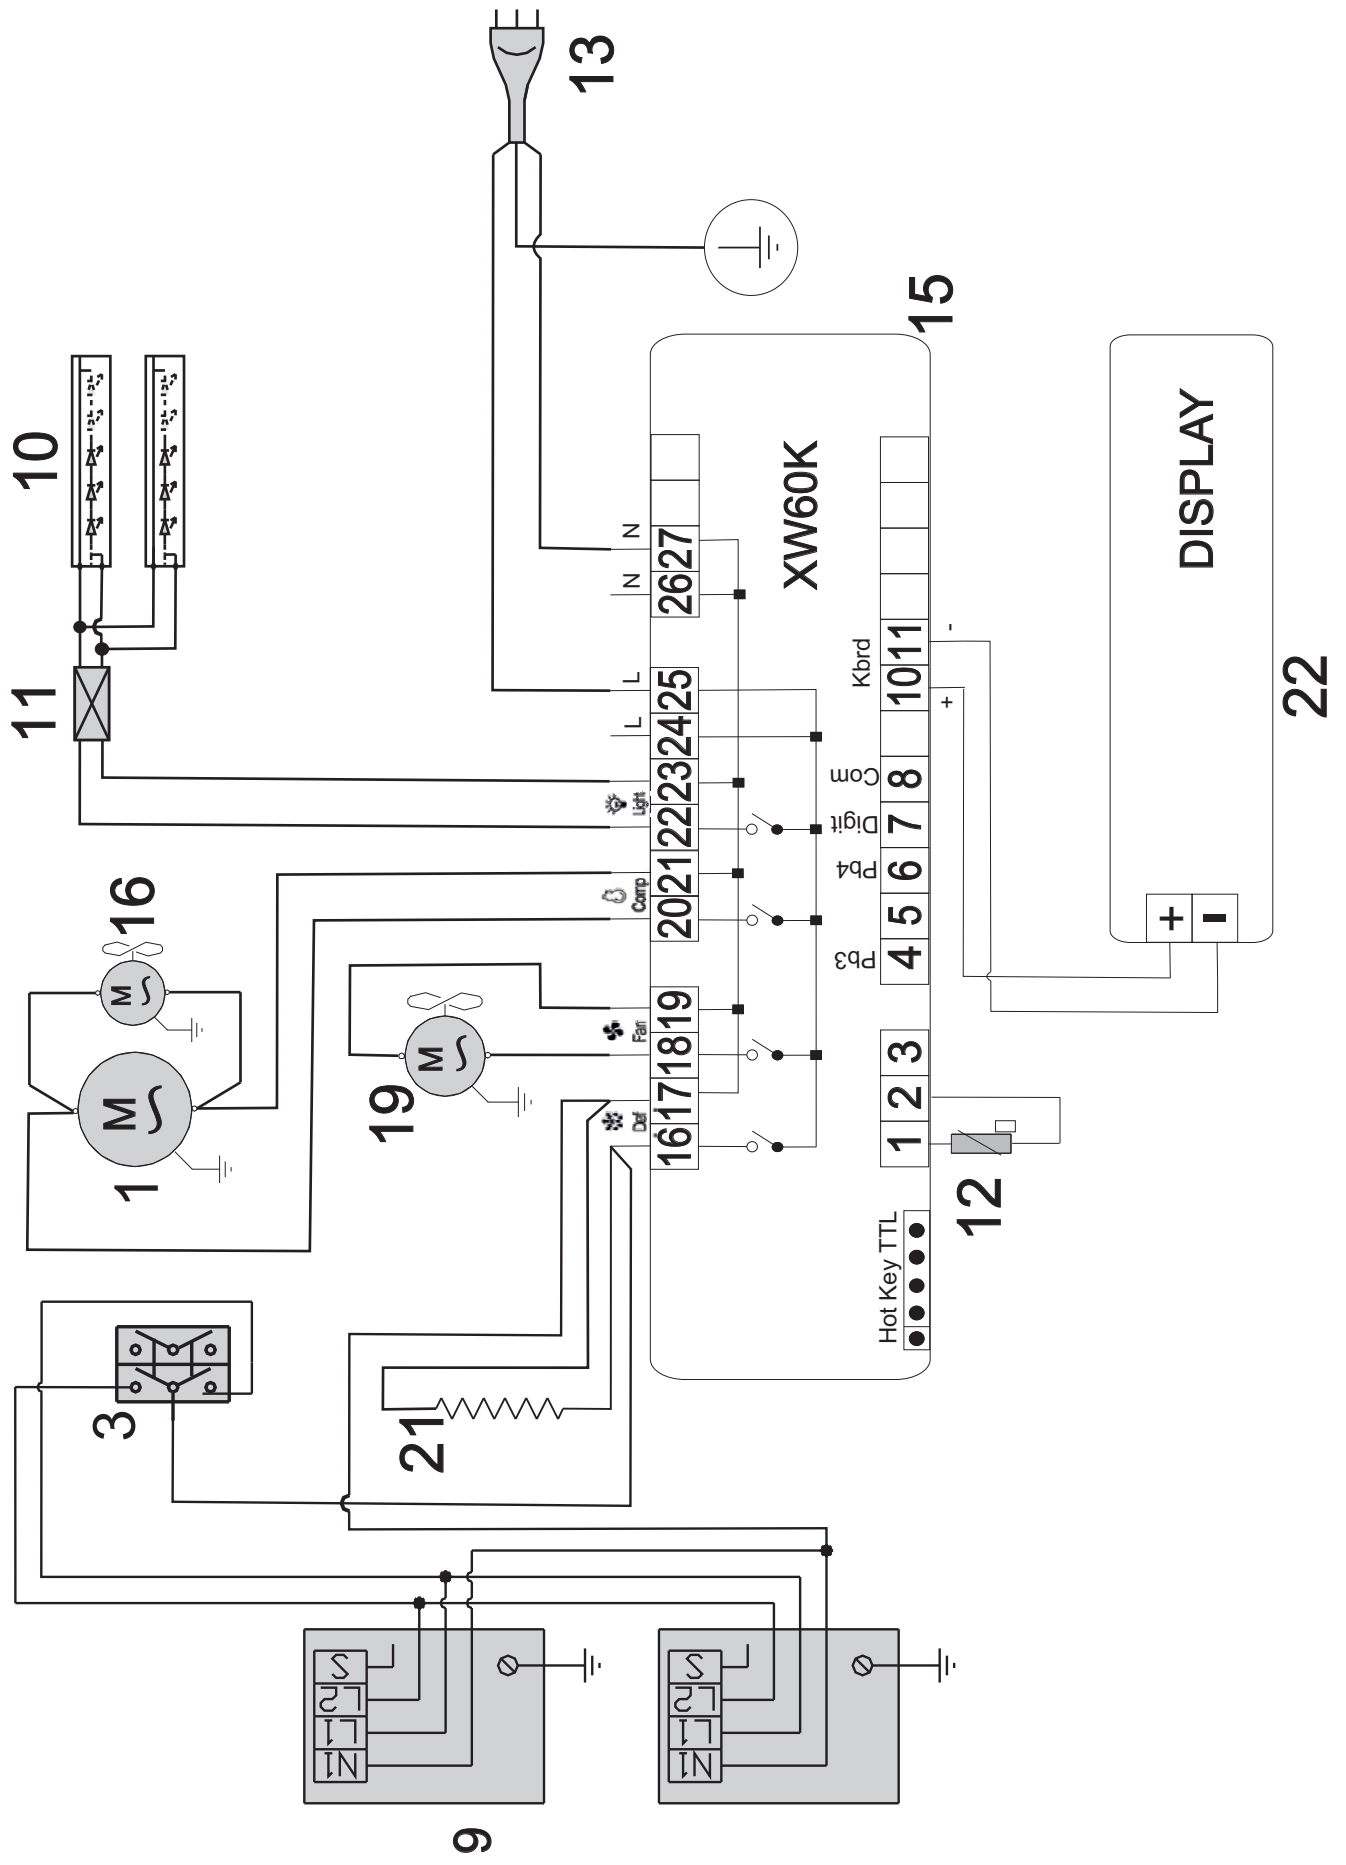 13
10
11
16
1
19
3
21
9
15
XW60K
N
N
27
26
L
L
25
24
23
22
21
20
19
18
17
16
Light
Comp
Fan
Def
Kbrd
11
10
-
+
Com
8
Digit
7
Pb4
6
5
Pb3
4
3
2
1
12
Hot Key TTL
DISPLAY
+
-
22
M
M
M
S
L2
L1
N1
S
L2
L1
N1